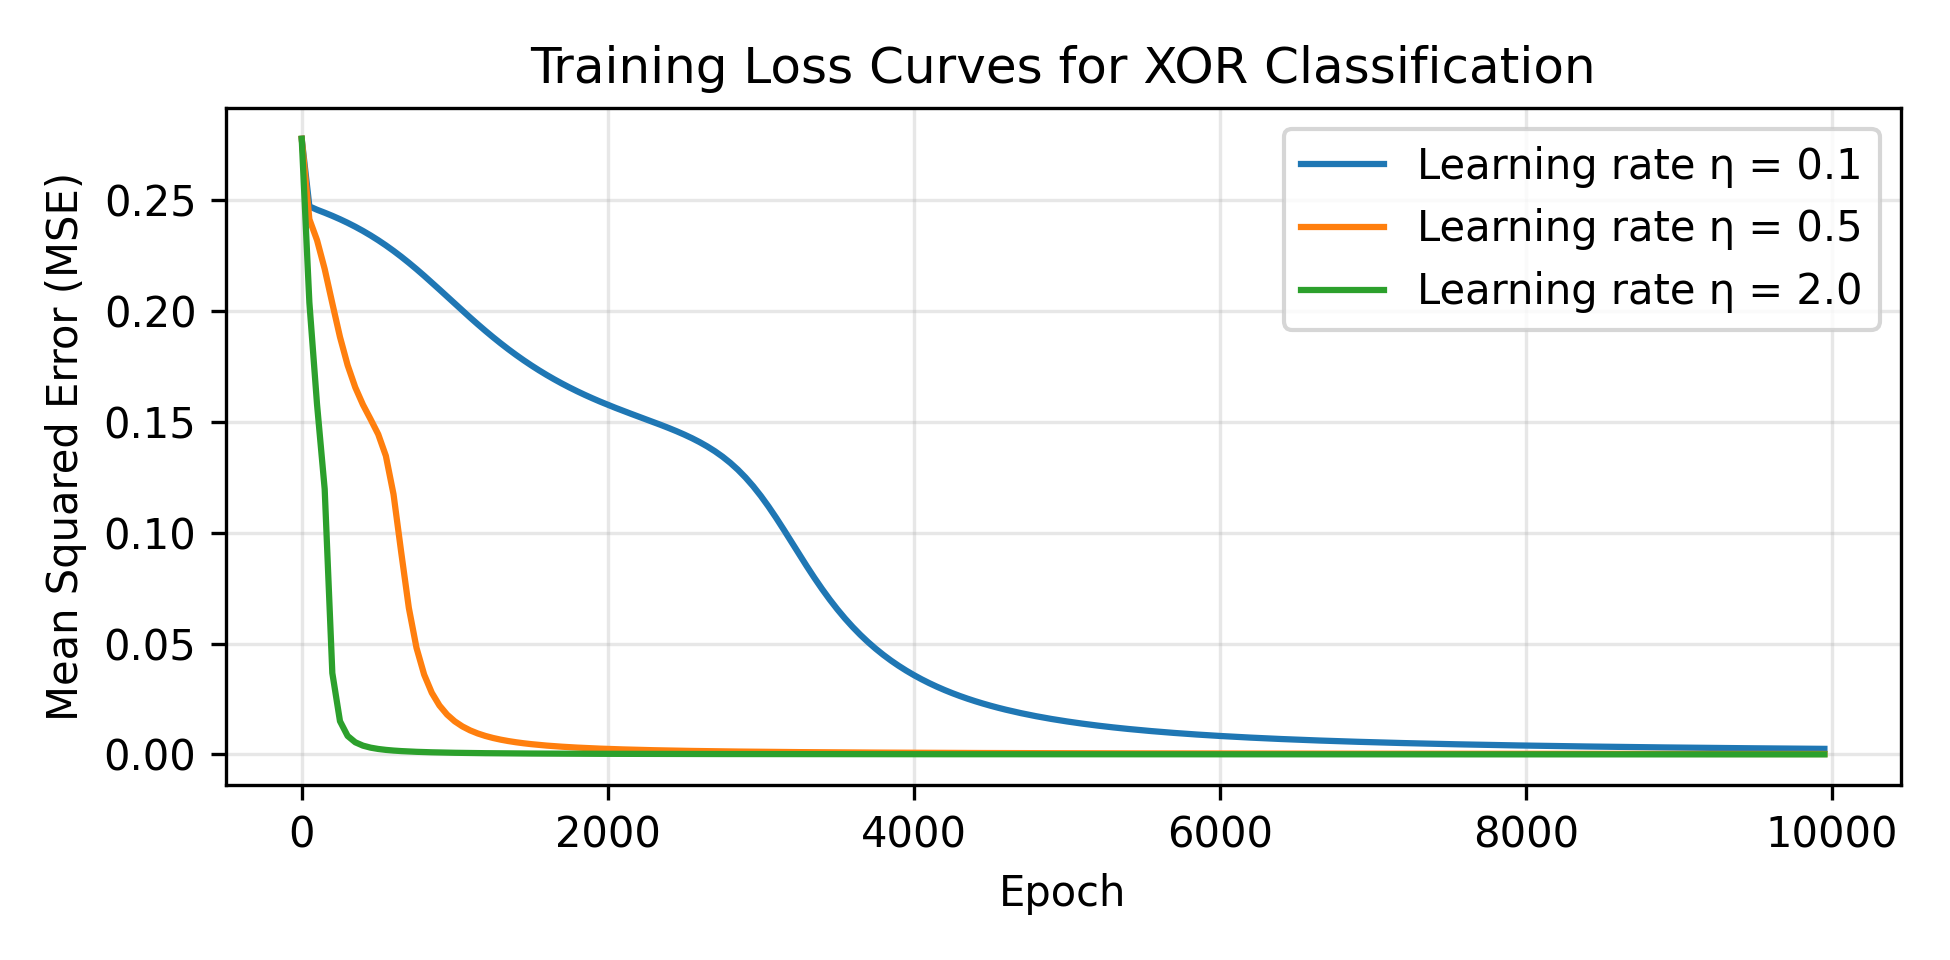 Training Loss Curves for XOR Classification
Mean Squared Error (MSE)
0.25
0.20
0.15
0.10
0.05
0.00
Learning rate η = 0.1
Learning rate η = 0.5
Learning rate η = 2.0
0 2000 4000 6000 8000 10000
Epoch